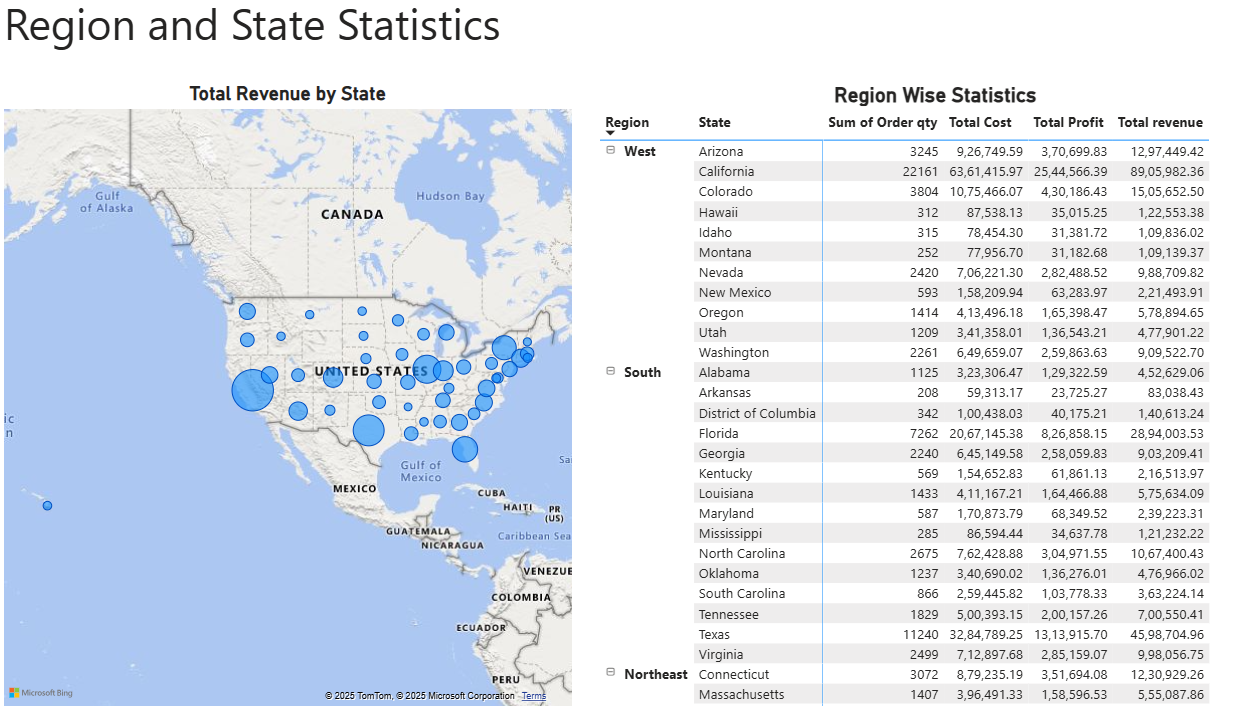 Region and State Statistics
Total Revenue by State
Gulf
of Alaska
Hudson Bay
CANADA
UNITED STATES
ic
n
Gulf of
Mexico
Sa
MEXICO
CUBA
HAITI
PR
(US)
GUATEMALA
Caribbean Sea
NICARAGUA
VENEZUE
COLOMBIA
ECUADOR
PERU
Microsoft Bing
© 2025 TomTom, © 2025 Microsoft Corporation Terms
Region Wise Statistics
Region State Sum of Order qty Total Cost Total Profit Total revenue
West Arizona 3245 9,26,749.59 3,70,699.83 12,97,449.42
California 22161 63,61,415.97 25,44,566.39 89,05,982.36
Colorado 3804 10,75,466.07 4,30,186.43 15,05,652.50
Hawaii 312 87,538.13 35,015.25 1,22,553.38
Idaho 315 78,454.30 31,381.72 1,09,836.02
Montana 252 77,956.70 31,182.68 1,09,139.37
Nevada 2420 7,06,221.30 2,82,488.52 9,88,709.82
New Mexico 593 1,58,209.94 63,283.97 2,21,493.91
Oregon 1414 4,13,496.18 1,65,398.47 5,78,894.65
Utah 1209 3,41,358.01 1,36,543.21 4,77,901.22
Washington 2261 6,49,659.07 2,59,863.63 9,09,522.70
South Alabama 1125 3,23,306.47 1,29,322.59 4,52,629.06
Arkansas 208 59,313.17 23,725.27 83,038.43
District of Columbia 342 1,00,438.03 40,175.21 1,40,613.24
Florida 7262 20,67,145.38 8,26,858.15 28,94,003.53
Georgia 2240 6,45,149.58 2,58,059.83 9,03,209.41
Kentucky 569 1,54,652.83 61,861.13 2,16,513.97
Louisiana 1433 4,11,167.21 1,64,466.88 5,75,634.09
Maryland 587 1,70,873.79 68,349.52 2,39,223.31
Mississippi 285 86,594.44 34,637.78 1,21,232.22
North Carolina 2675 7,62,428.88 3,04,971.55 10,67,400.43
Oklahoma 1237 3,40,690.02 1,36,276.01 4,76,966.02
South Carolina 866 2,59,445.82 1,03,778.33 3,63,224.14
Tennessee 1829 5,00,393.15 2,00,157.26 7,00,550.41
Texas 11240 32,84,789.25 13,13,915.70 45,98,704.96
Virginia 2499 7,12,897.68 2,85,159.07 9,98,056.75
Northeast Connecticut 3072 8,79,235.19 3,51,694.08 12,30,929.26
Massachusetts 1407 3,96,491.33 1,58,596.53 5,55,087.86